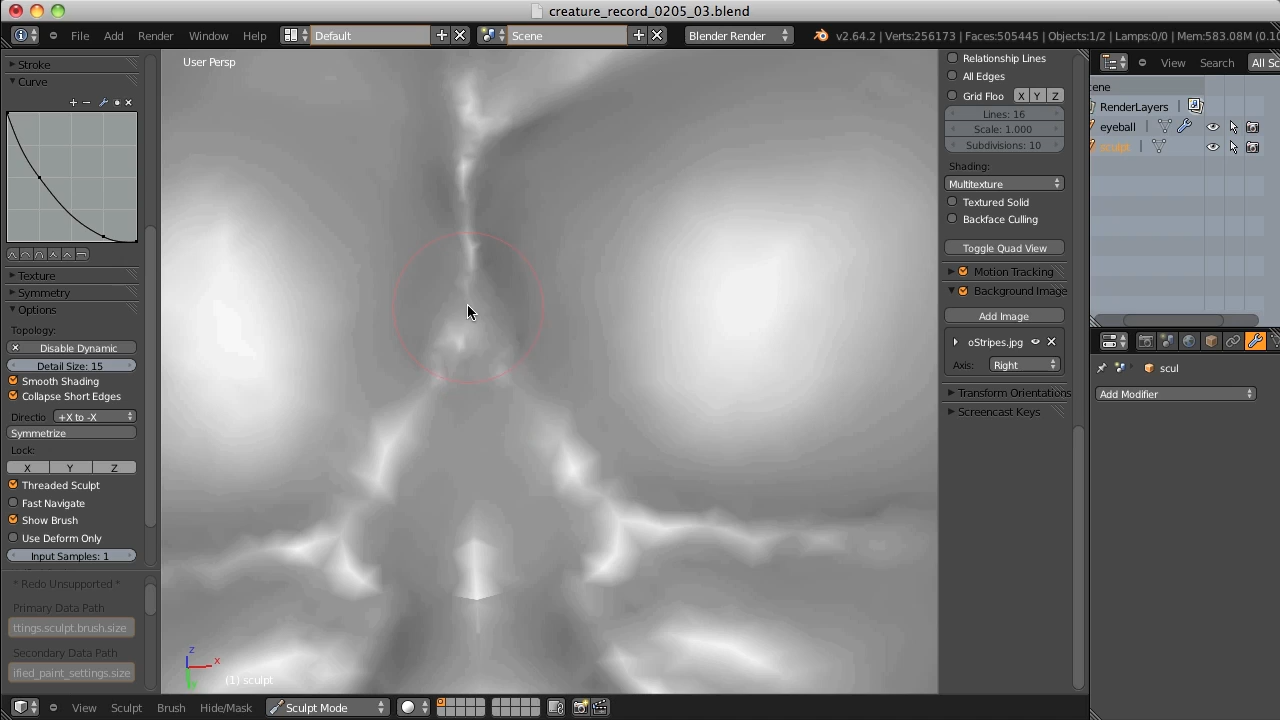 creature_record_0205_03.blend
File Add Render Window Help Default Scene Blender Render v2.64.2 | Verts:256173 | Faces:505445 | Objects:1/2 | Lamps:0/0 | Mem:583.08M (0.10
Stroke
Curve
Texture
Symmetry
Options
Topology:
Disable Dynamic
Detail Size: 15
Smooth Shading
Collapse Short Edges
Directio +X to -X
Symmetrize
Lock:
X Y Z
Threaded Sculpt
Fast Navigate
Show Brush
Use Deform Only
Input Samples: 1
* Redo Unsupported *
Primary Data Path
ttings.sculpt.brush.size
Secondary Data Path
ified_paint_settings.size
User Persp
z
x
y
(1) sculpt
View Sculpt Brush Hide/Mask Sculpt Mode
Relationship Lines
All Edges
Grid Floo X Y Z
Lines: 16
Scale: 1.000
Subdivisions: 10
Shading:
Multitexture
Textured Solid
Backface Culling
Toggle Quad View
Motion Tracking
Background Image
Add Image
oStripes.jpg
Axis: Right
Transform Orientations
Screencast Keys
View Search All Sc
ene
RenderLayers
eyeball
sculpt
scul
Add Modifier